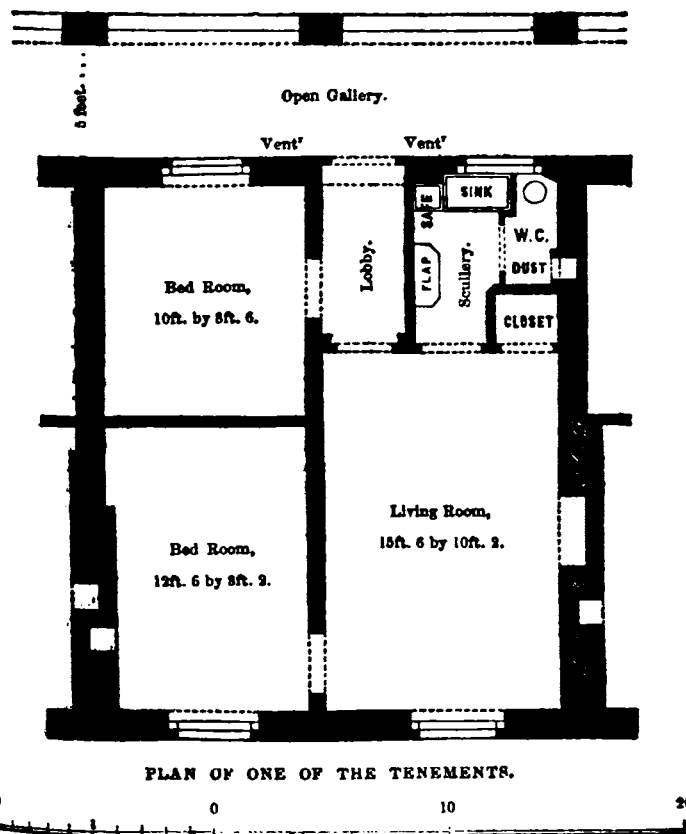 5 feet
Open Gallery.
Ventr Ventr
SAFE
SINK
W.C.
Lobby.
FLAP
Scullery.
DUST
Bed Room,
10ft. by 8ft. 6.
CLOSET
Living Room,
15ft. 6 by 10ft. 2.
Bed Room,
12ft. 6 by 8ft. 2.
PLAN OF ONE OF THE TENEMENTS.
0 10